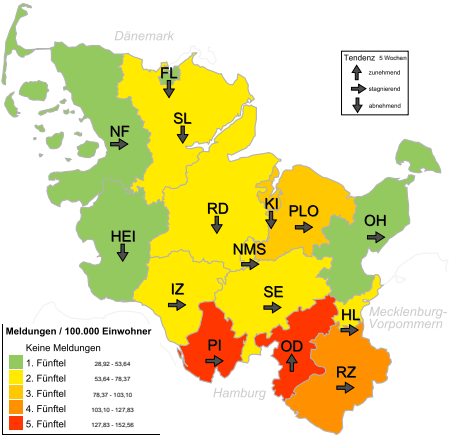 Dänemark
Tendenz 5 Wochen
zunehmend
stagnierend
abnehmend
FL
SL
NF
KI
RD
PLO
OH
HEI
NMS
IZ
SE
HL
Mecklenburg-
Vorpommern
PI
OD
RZ
Hamburg
Meldungen / 100.000 Einwohner
Keine Meldungen
1. Fünftel 28,92 - 53,64
2. Fünftel 53,64 - 78,37
3. Fünftel 78,37 - 103,10
4. Fünftel 103,10 - 127,83
5. Fünftel 127,83 - 152,56